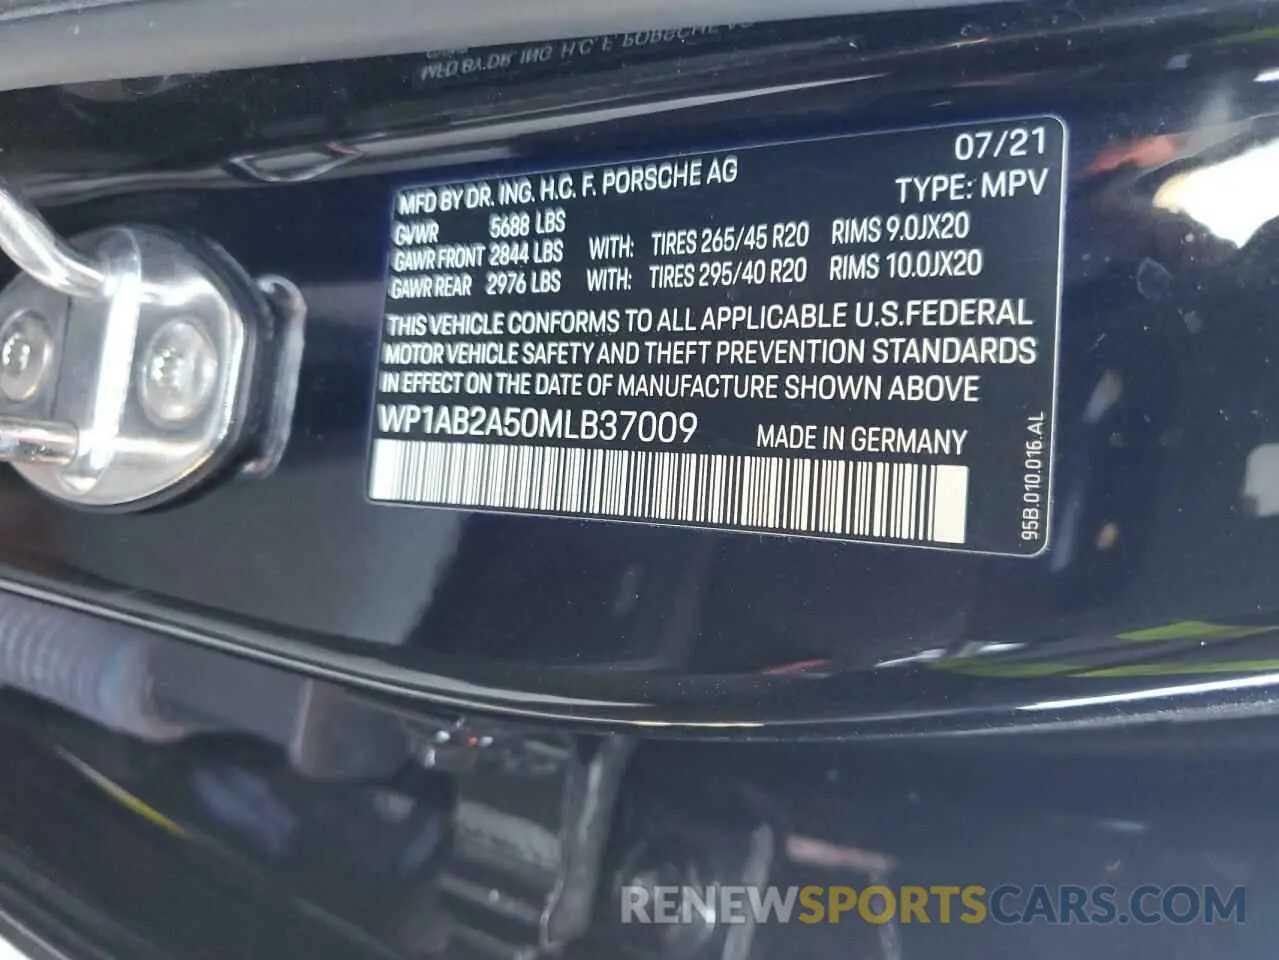 07/21
MFD BY DR. ING. H.C. F. PORSCHE AG
TYPE: MPV
GVWR 5688 LBS
GAWR FRONT 2844 LBS WITH: TIRES 265/45 R20 RIMS 9.0JX20
GAWR REAR 2976 LBS WITH: TIRES 295/40 R20 RIMS 10.0JX20
THIS VEHICLE CONFORMS TO ALL APPLICABLE U.S.FEDERAL
MOTOR VEHICLE SAFETY AND THEFT PREVENTION STANDARDS
IN EFFECT ON THE DATE OF MANUFACTURE SHOWN ABOVE
WP1AB2A50MLB37009 MADE IN GERMANY
95B.010.016.AL
RENEWSPORTSCARS.COM